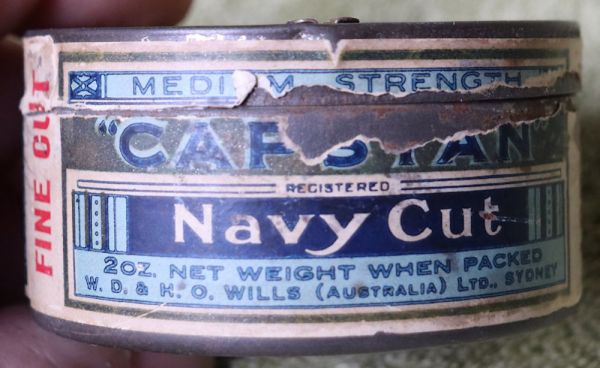 FINE CUT
MEDIUM STRENGTH
"CAPSTAN"
REGISTERED
Navy Cut
2OZ. NET WEIGHT WHEN PACKED
W. D. & H. O. WILLS (AUSTRALIA) LTD., SYDNEY